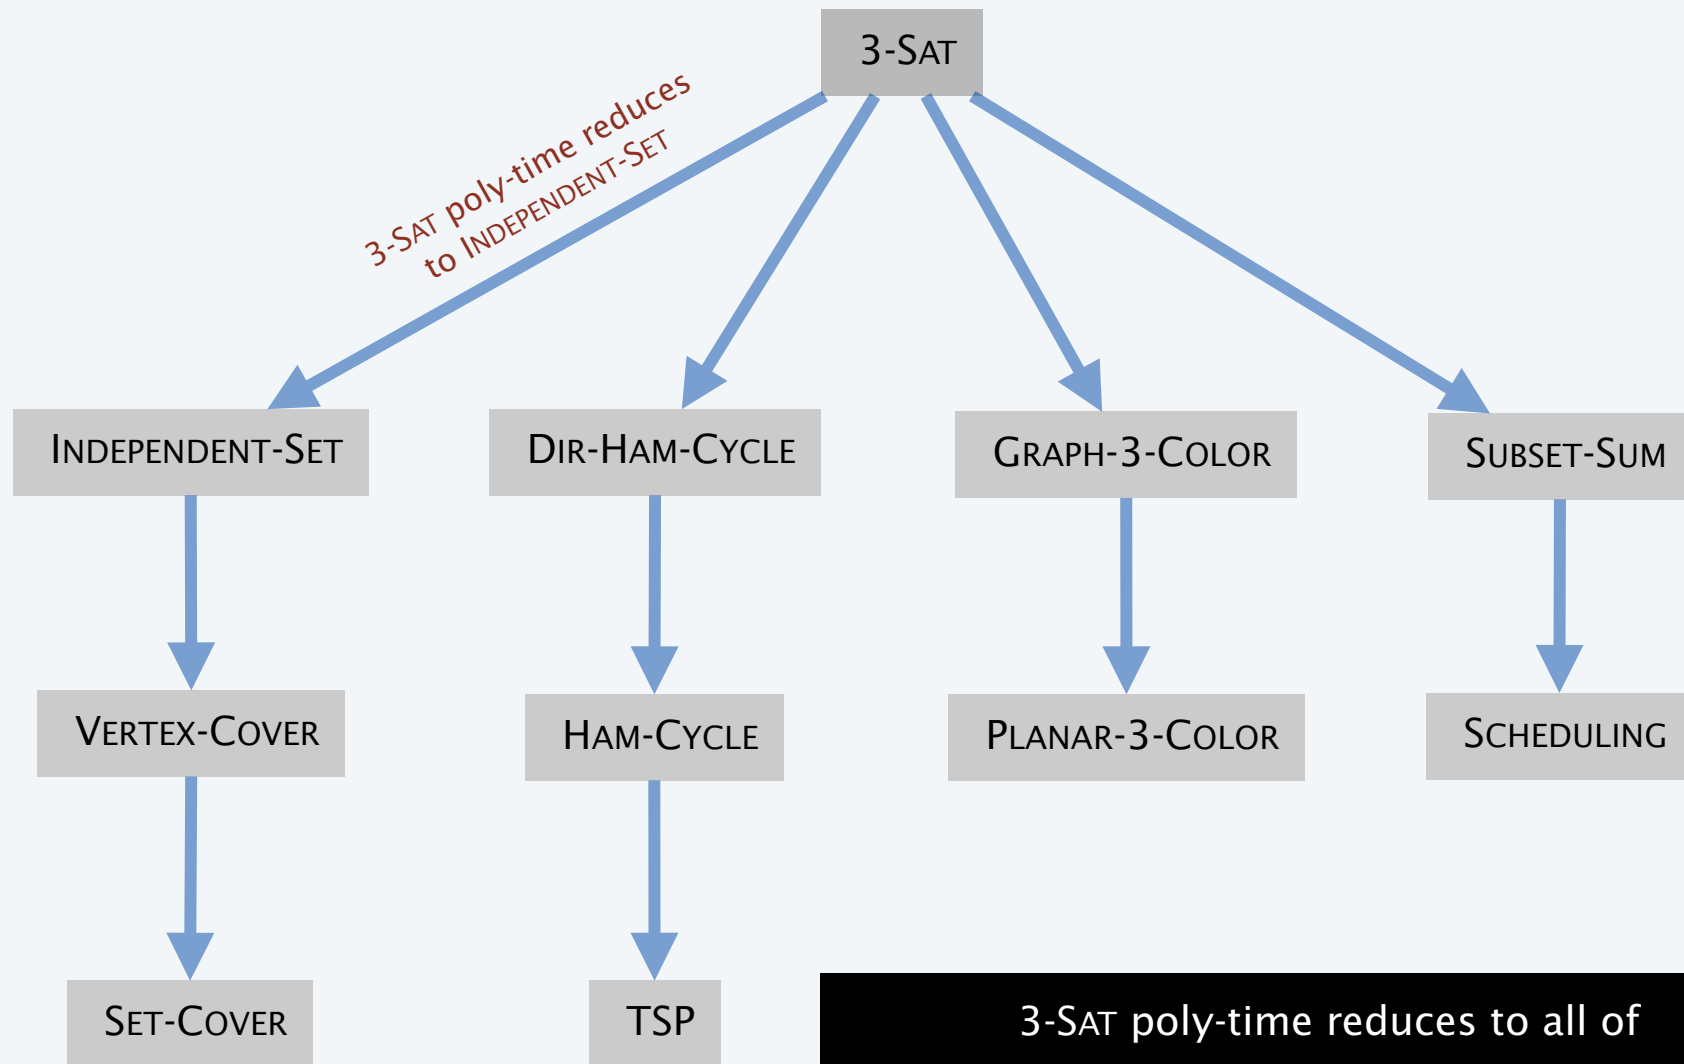 3-SAT
3-SAT poly-time reduces
to INDEPENDENT-SET
INDEPENDENT-SET
DIR-HAM-CYCLE
GRAPH-3-COLOR
SUBSET-SUM
VERTEX-COVER
HAM-CYCLE
PLANAR-3-COLOR
SCHEDULING
SET-COVER
TSP
3-SAT poly-time reduces to all of